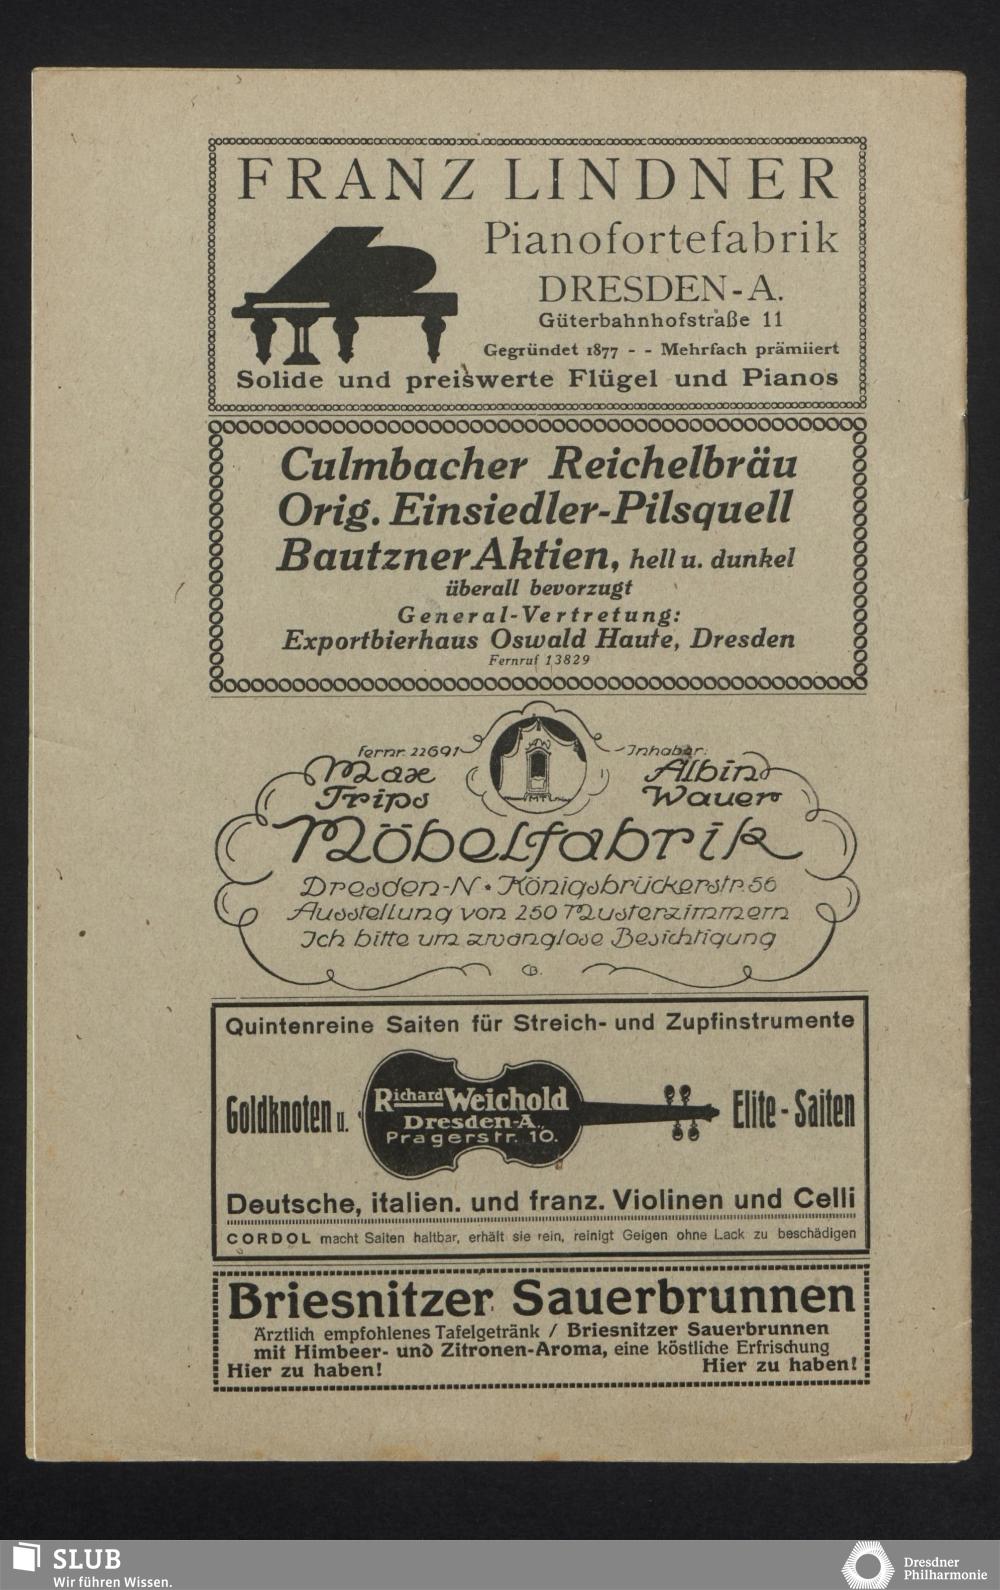 FRANZ LINDNER
Pianofortefabrik
DRESDEN-A.
Güterbahnhofstraße 11
Gegründet 1877 - - Mehrfach prämiiert
Solide und preiswerte Flügel und Pianos
Culmbacher Reichelbräu
Orig. Einsiedler-Pilsquell
Bautzner Aktien, hell u. dunkel
überall bevorzugt
General-Vertretung:
Exportbierhaus Oswald Haufe, Dresden
Fernruf 13829
Fernr. 22691
Inhaber:
Max Trips
Albin Wauer
MT
Möbelfabrik
Dresden-N • Königsbrückerstr. 56
Ausstellung von 250 Musterzimmern
Ich bitte um zwanglose Besichtigung
CB.
Quintenreine Saiten für Streich- und Zupfinstrumente
Goldknoten u.
Richard Weichold
Dresden-A.,
Pragerstr. 10.
Elite - Saiten
Deutsche, italien. und franz. Violinen und Celli
CORDOL macht Saiten haltbar, erhält sie rein, reinigt Geigen ohne Lack zu beschädigen
Briesnitzer Sauerbrunnen
Ärztlich empfohlenes Tafelgetränk / Briesnitzer Sauerbrunnen
mit Himbeer- und Zitronen-Aroma, eine köstliche Erfrischung
Hier zu haben! Hier zu haben!
SLUB
Wir führen Wissen.
Dresdner
Philharmonie